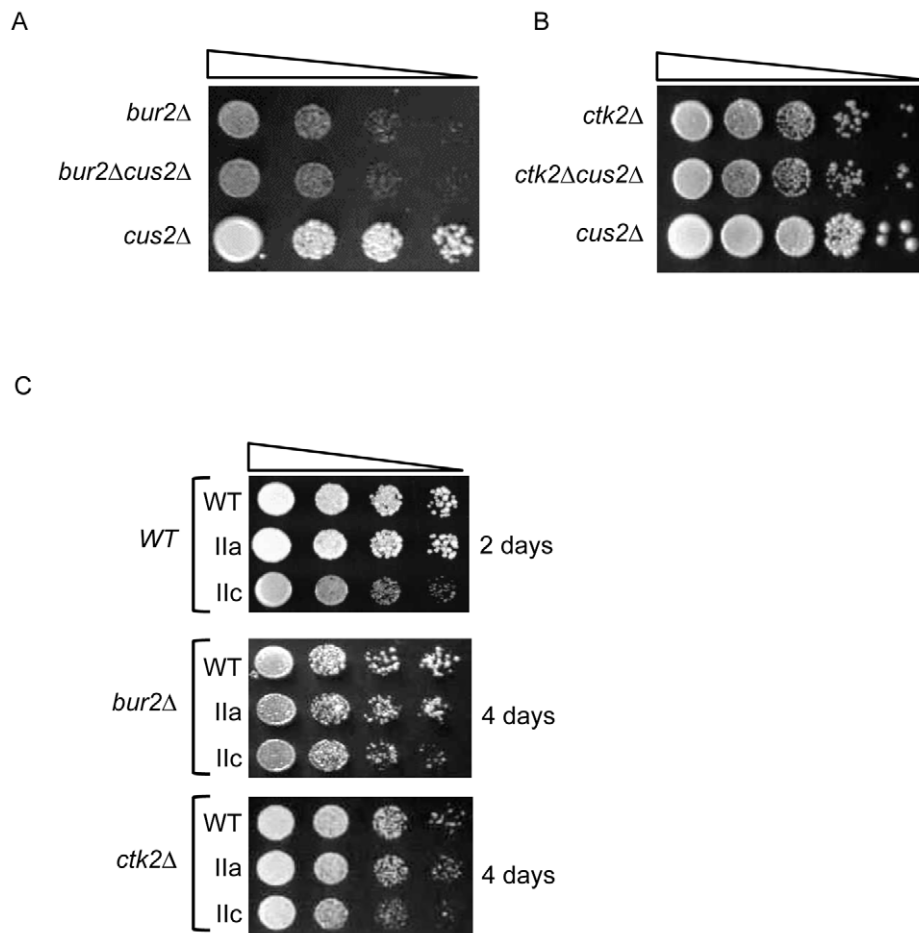 A
bur2Δ
bur2Δcus2Δ
cus2Δ
B
ctk2Δ
ctk2Δcus2Δ
cus2Δ
C
WT
WT
IIa
IIc
2 days
bur2Δ
WT
IIa
IIc
4 days
ctk2Δ
WT
IIa
IIc
4 days